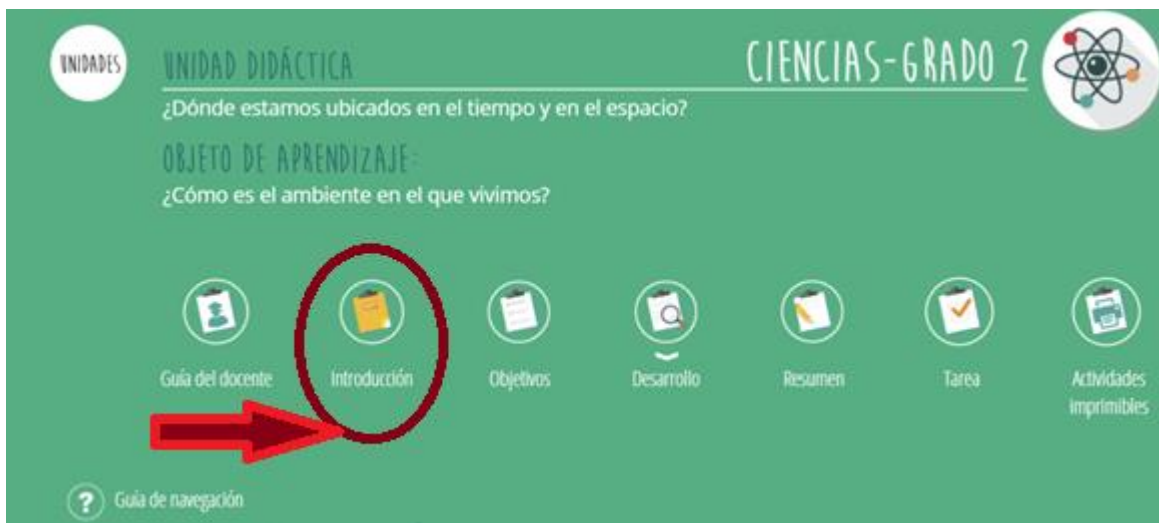 UNIDADES
UNIDAD DIDÁCTICA
CIENCIAS-GRADO 2
¿Dónde estamos ubicados en el tiempo y en el espacio?
OBJETO DE APRENDIZAJE:
¿Cómo es el ambiente en el que vivimos?
Guía del docente
Introducción
Objetivos
Desarrollo
Resumen
Tarea
Actividades
imprimibles
? Guía de navegación